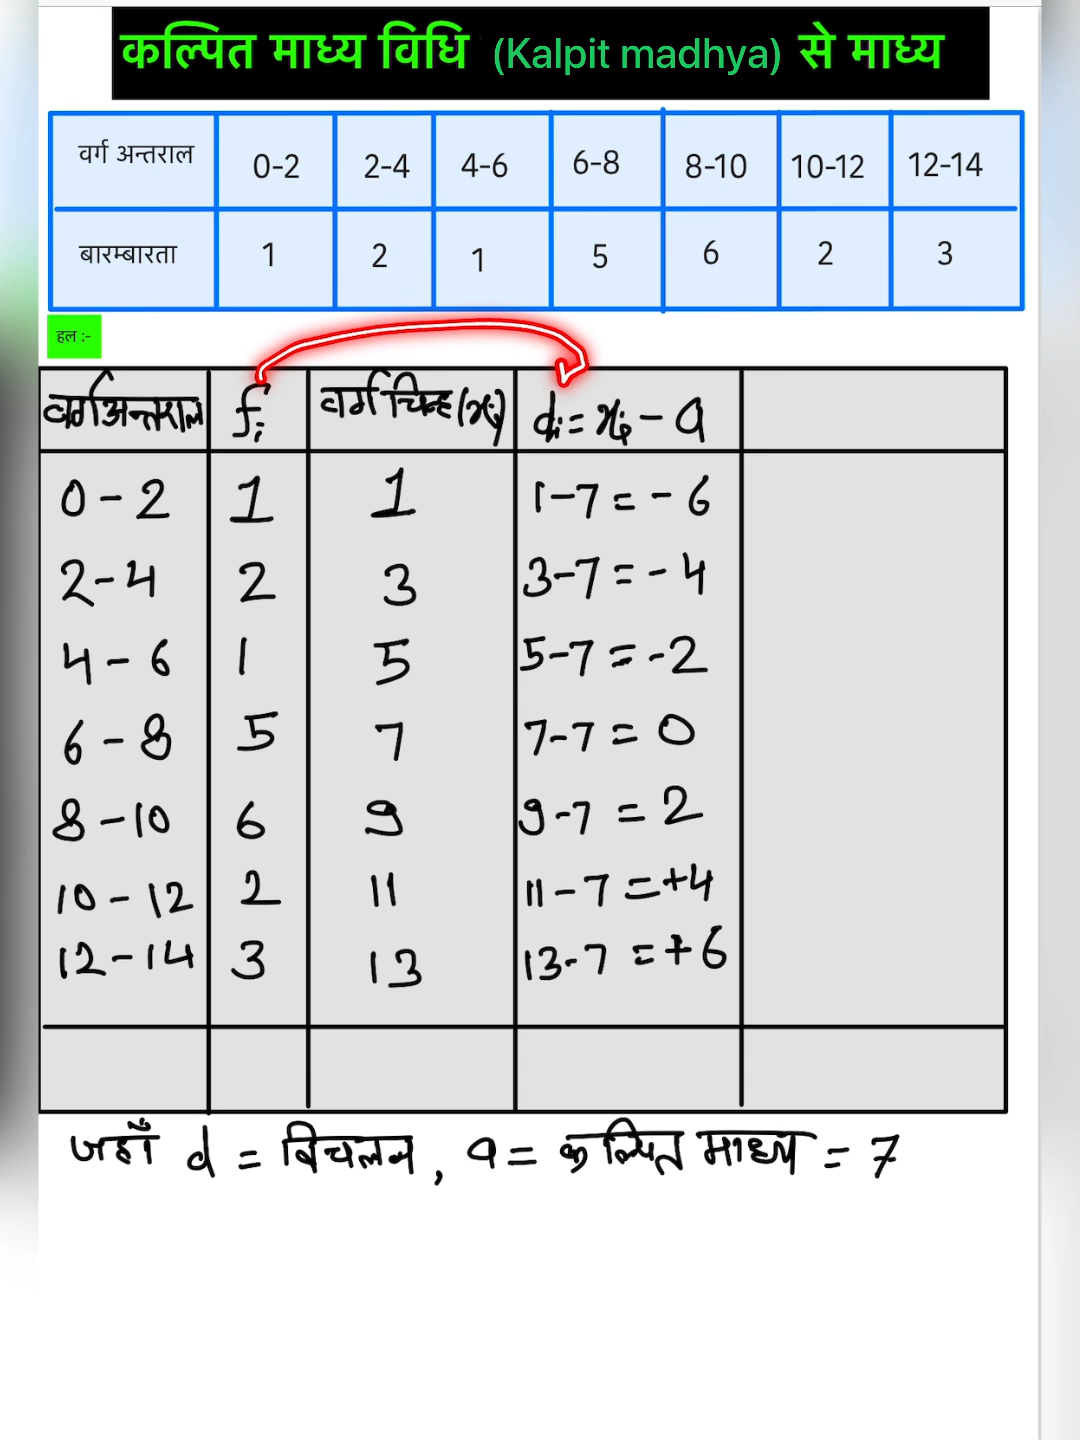 कल्पित माध्य विधि (Kalpit madhya) से माध्य
वर्ग अन्तराल 0-2 2-4 4-6 6-8 8-10 10-12 12-14
बारम्बारता 1 2 1 5 6 2 3
हल :-
वर्ग अन्तराल fi वर्ग चिन्ह (xi) di = xi - a
0 - 2 1 1 1-7 = - 6
2-4 2 3 3-7 = - 4
4 - 6 1 5 5-7 = -2
6 - 8 5 7 7-7 = 0
8 - 10 6 9 9-7 = 2
10 - 12 2 11 11 - 7 = +4
12-14 3 13 13-7 = + 6
जहाँ d = विचलन, a = कल्पित माध्य = 7